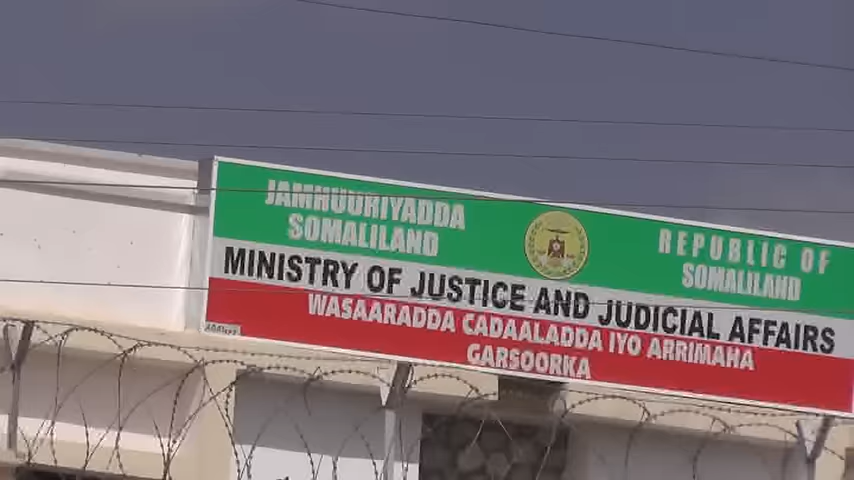 JAMHUURIYADDA
SOMALILAND
REPUBLIC OF
SOMALILAND
MINISTRY OF JUSTICE AND JUDICIAL AFFAIRS
WASAARADDA CADAALADDA IYO ARRIMAHA
GARSOORKA